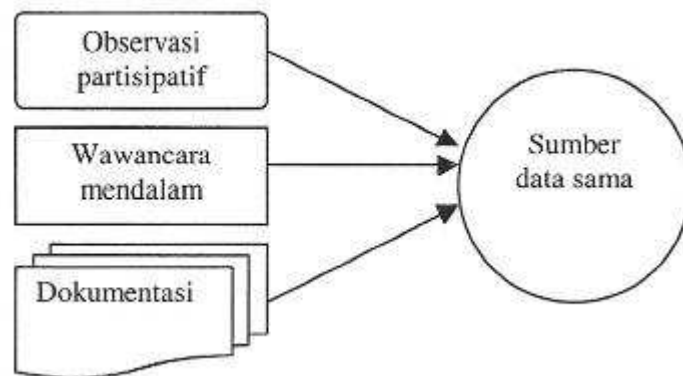 Observasi
partisipatif
Wawancara
mendalam
Dokumentasi
Sumber
data sama